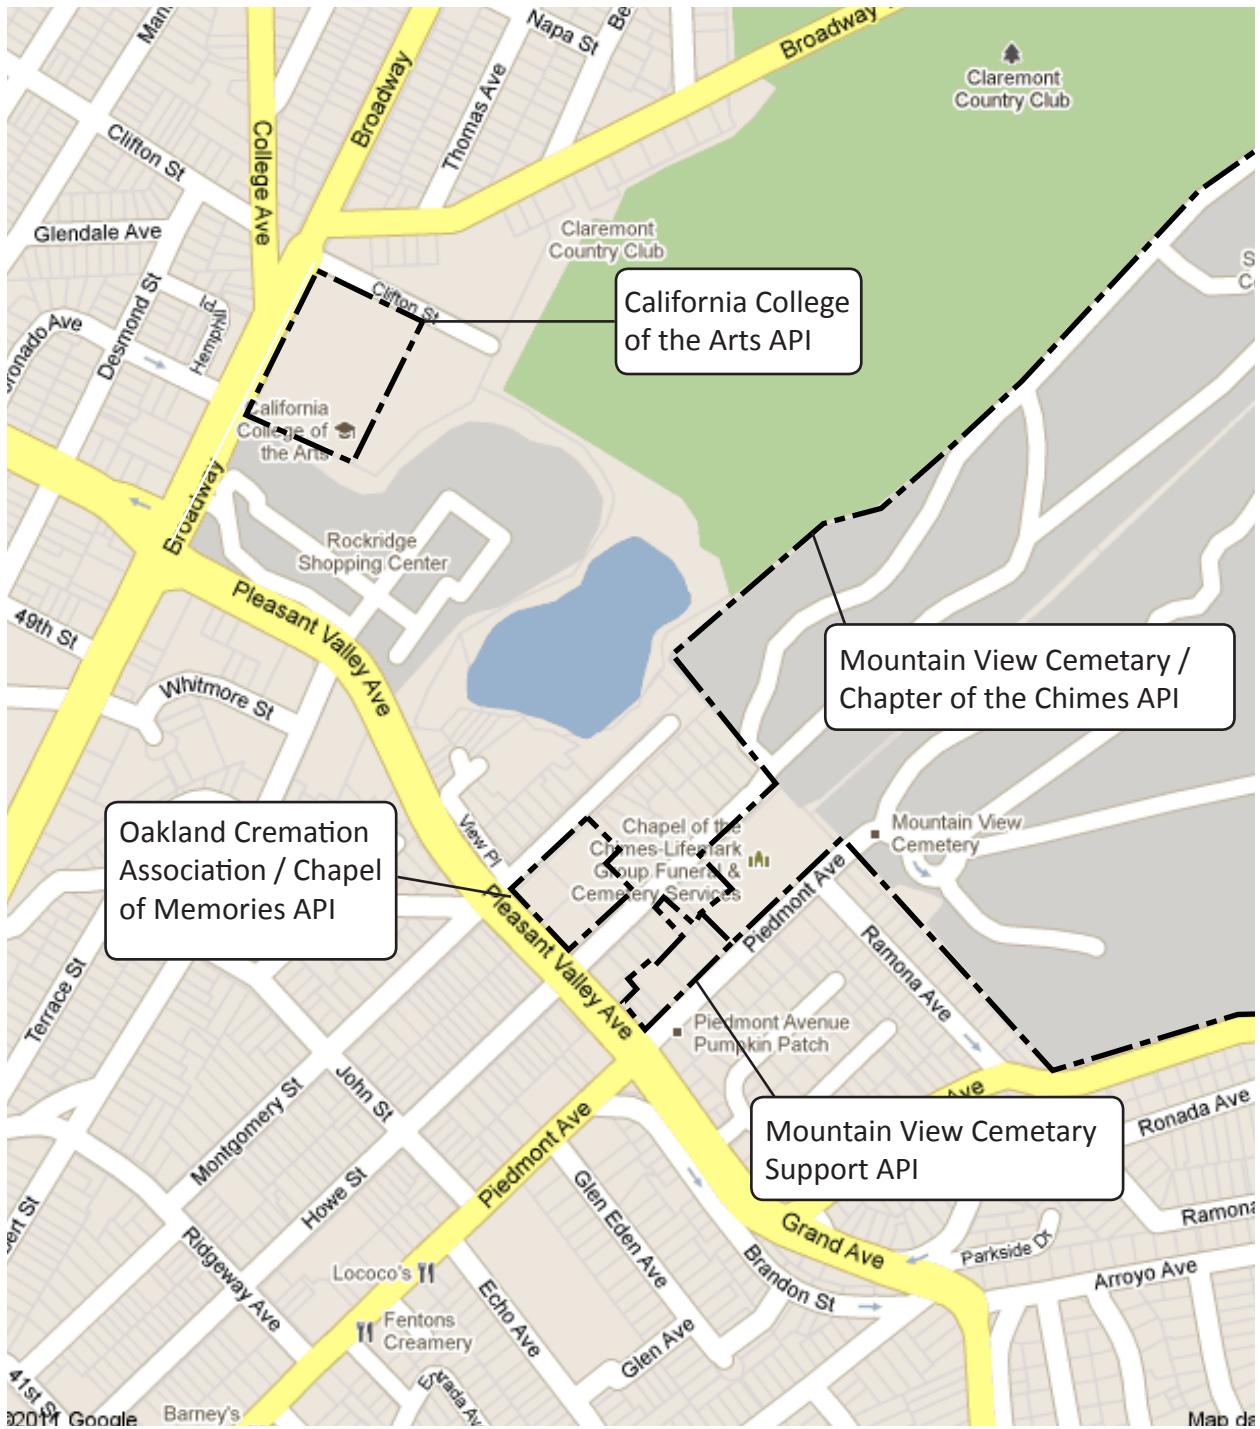 Napa St
Broadway
Claremont
Country Club
Broadway
Thomas Ave
Clifton St
College Ave
Glendale Ave
Claremont
Country Club
Desmond St
Hemphill Pl
Clifton St
California College
of the Arts API
California
College of
the Arts
Broadway
Rockridge
Shopping Center
Pleasant Valley Ave
49th St
Whitmore St
Mountain View Cemetary /
Chapter of the Chimes API
Oakland Cremation
Association / Chapel
of Memories API
View Pl
Chapel of the
Chimes-Lifemark
Group Funeral &
Cemetery Services
Mountain View
Cemetery
Piedmont Ave
Pleasant Valley Ave
Ramona Ave
Terrace St
Piedmont Avenue
Pumpkin Patch
Ave
Ronada Ave
Mountain View Cemetary
Support API
John St
Montgomery St
Piedmont Ave
Howe St
Glen Eden Ave
Ramona
Grand Ave
Parkside Dr
Ridgeway Ave
Brandon St
Arroyo Ave
Lococo's
Echo Ave
Fentons
Creamery
Glen Ave
41st St
Barney's
©2011 Google
Map da